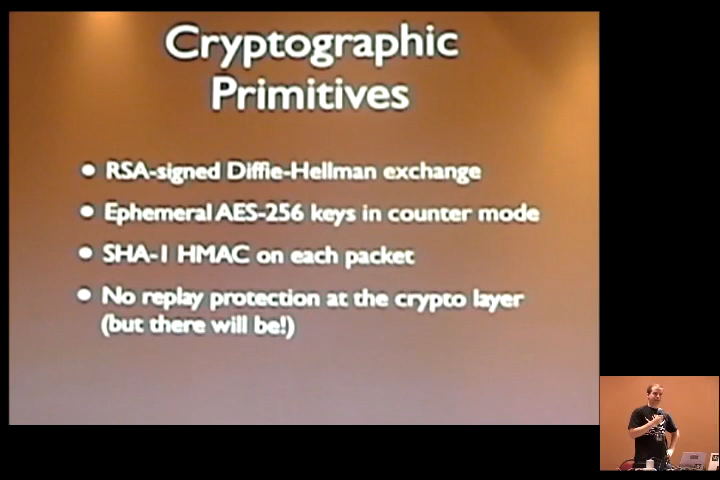 Cryptographic
Primitives
• RSA-signed Diffie-Hellman exchange
• Ephemeral AES-256 keys in counter mode
• SHA-1 HMAC on each packet
• No replay protection at the crypto layer
(but there will be!)